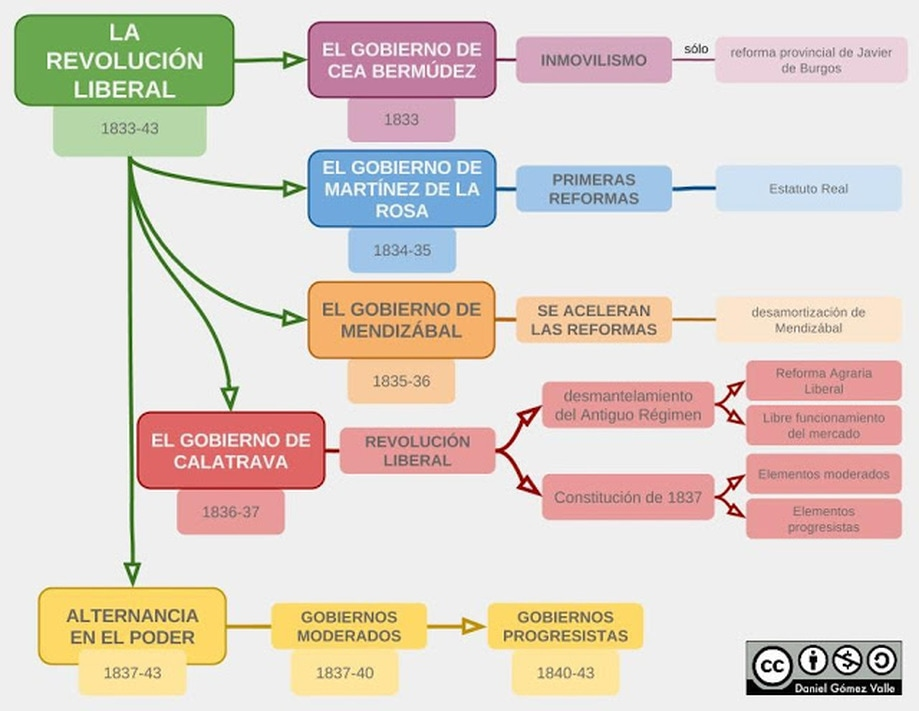 LA
REVOLUCIÓN
LIBERAL
1833-43
EL GOBIERNO DE
CEA BERMÚDEZ
1833
INMOVILISMO
sólo
reforma provincial de Javier
de Burgos
EL GOBIERNO DE
MARTÍNEZ DE LA
ROSA
1834-35
PRIMERAS
REFORMAS
Estatuto Real
EL GOBIERNO DE
MENDIZÁBAL
1835-36
SE ACELERAN
LAS REFORMAS
desamortización de
Mendizábal
EL GOBIERNO DE
CALATRAVA
1836-37
REVOLUCIÓN
LIBERAL
desmantelamiento
del Antiguo Régimen
Reforma Agraria
Liberal
Libre funcionamiento
del mercado
Constitución de 1837
Elementos moderados
Elementos
progresistas
ALTERNANCIA
EN EL PODER
1837-43
GOBIERNOS
MODERADOS
1837-40
GOBIERNOS
PROGRESISTAS
1840-43
cc
Daniel Gómez Valle